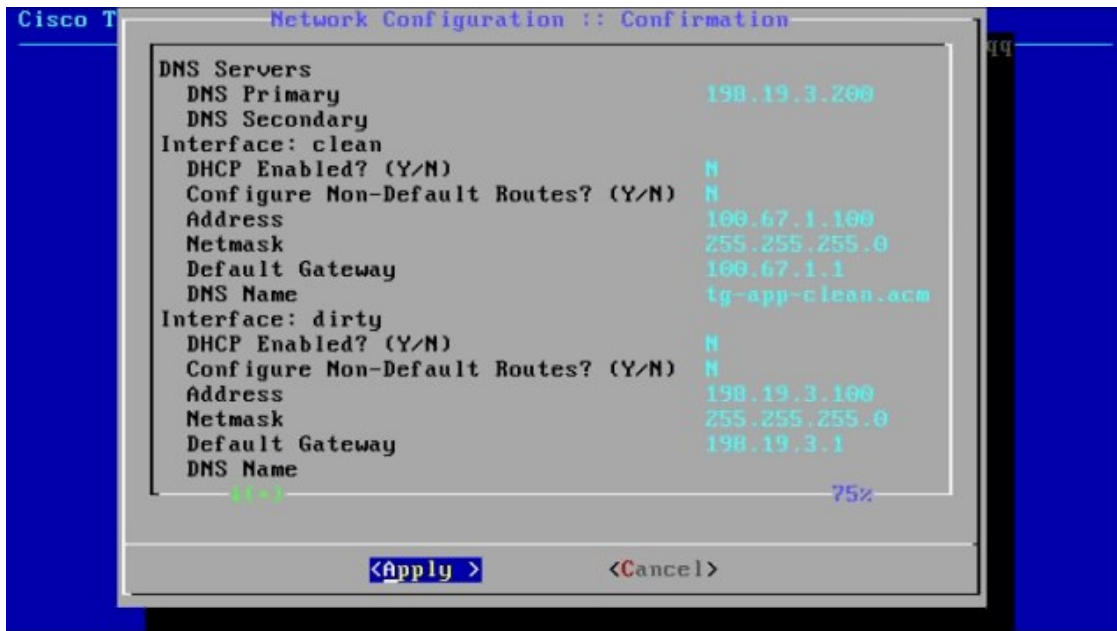 Cisco T
Network Configuration :: Confirmation
qq
DNS Servers
DNS Primary 198.19.3.200
DNS Secondary
Interface: clean
DHCP Enabled? (Y/N) N
Configure Non-Default Routes? (Y/N) N
Address 100.67.1.100
Netmask 255.255.255.0
Default Gateway 100.67.1.1
DNS Name tg-app-clean.acm
Interface: dirty
DHCP Enabled? (Y/N) N
Configure Non-Default Routes? (Y/N) N
Address 198.19.3.100
Netmask 255.255.255.0
Default Gateway 198.19.3.1
DNS Name
↓(+) 75%
<Apply > <Cancel>